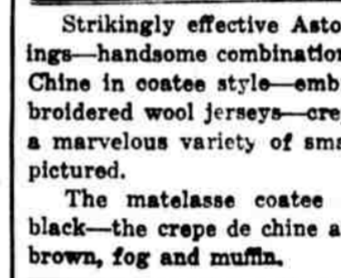 Strikingly effective Asto
ings—handsome combination
Chine in coatee style—emb
broidered wool jerseys—cre
a marvelous variety of sma
pictured.
The matelasse coatee
black—the crepe de chine a
brown, fog and muffin.